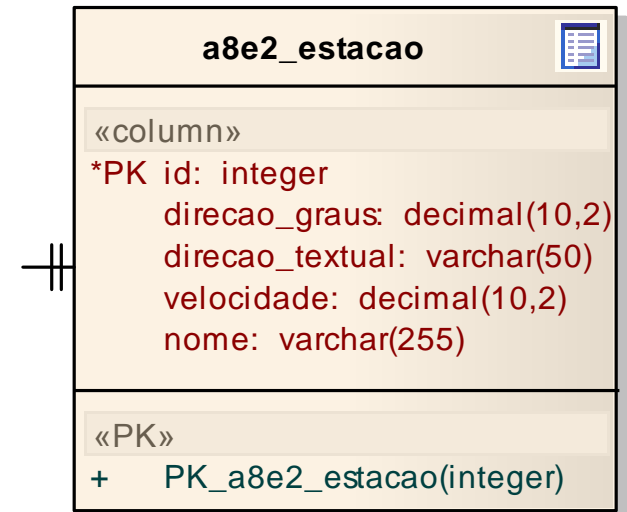 a8e2_estacao
«column»
*PK id: integer
direcao_graus: decimal(10,2)
direcao_textual: varchar(50)
velocidade: decimal(10,2)
nome: varchar(255)
«PK»
+ PK_a8e2_estacao(integer)